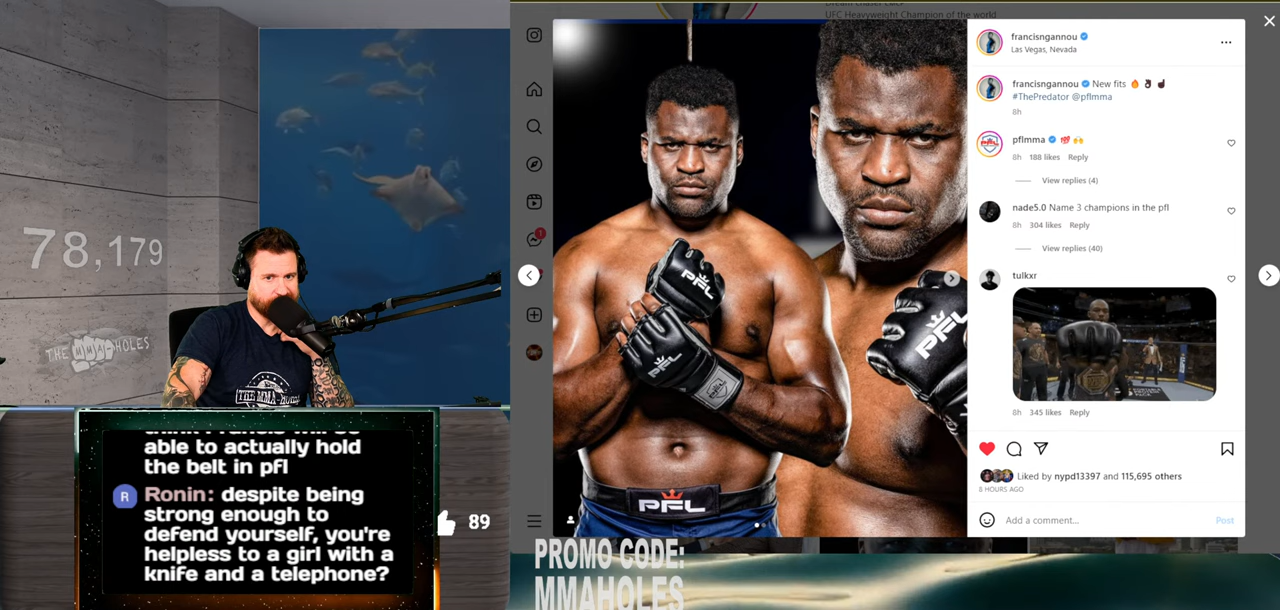 78,179
THE MMA HOLES
THE MMA-HOLES
able to actually hold
the belt in pfl
R
Ronin: despite being
strong enough to
defend yourself, you're
helpless to a girl with a
knife and a telephone?
89
UFC Heavyweight Champion of the world
PFL
PFL
PFL
PFL
francisngannou
Las Vegas, Nevada
francisngannou New fits
#ThePredator @pflmma
8h
pflmma
8h 188 likes Reply
View replies (4)
nade5.0 Name 3 champions in the pfl
8h 304 likes Reply
View replies (40)
tulkxr
8h 345 likes Reply
Liked by nypd13397 and 115,695 others
8 HOURS AGO
Add a comment...
Post
1
PROMO CODE:
MMAHOLES